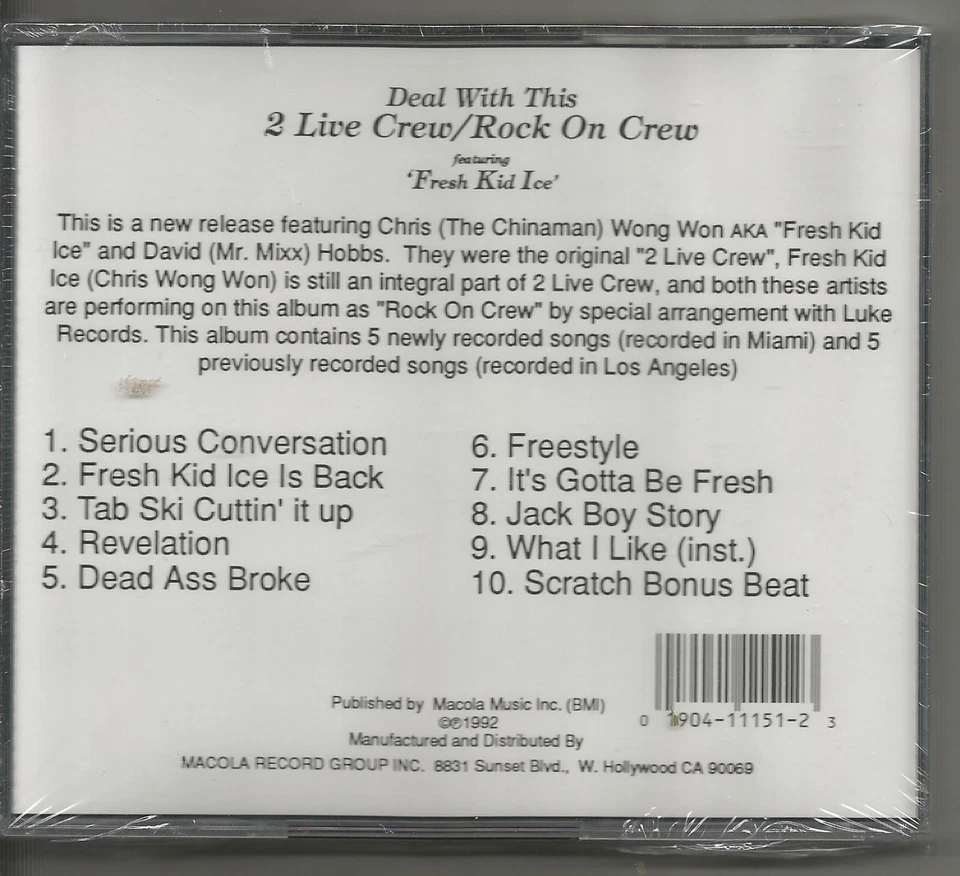 Deal With This
2 Live Crew/Rock On Crew
featuring
'Fresh Kid Ice'
This is a new release featuring Chris (The Chinaman) Wong Won AKA "Fresh Kid
Ice" and David (Mr. Mixx) Hobbs. They were the original "2 Live Crew", Fresh Kid
Ice (Chris Wong Won) is still an integral part of 2 Live Crew, and both these artists
are performing on this album as "Rock On Crew" by special arrangement with Luke
Records. This album contains 5 newly recorded songs (recorded in Miami) and 5
previously recorded songs (recorded in Los Angeles)
1. Serious Conversation
2. Fresh Kid Ice Is Back
3. Tab Ski Cuttin' it up
4. Revelation
5. Dead Ass Broke
6. Freestyle
7. It's Gotta Be Fresh
8. Jack Boy Story
9. What I Like (inst.)
10. Scratch Bonus Beat
Published by Macola Music Inc. (BMI)
©℗1992
Manufactured and Distributed By
MACOLA RECORD GROUP INC. 8831 Sunset Blvd., W. Hollywood CA 90069
0 1904-11151-2 3